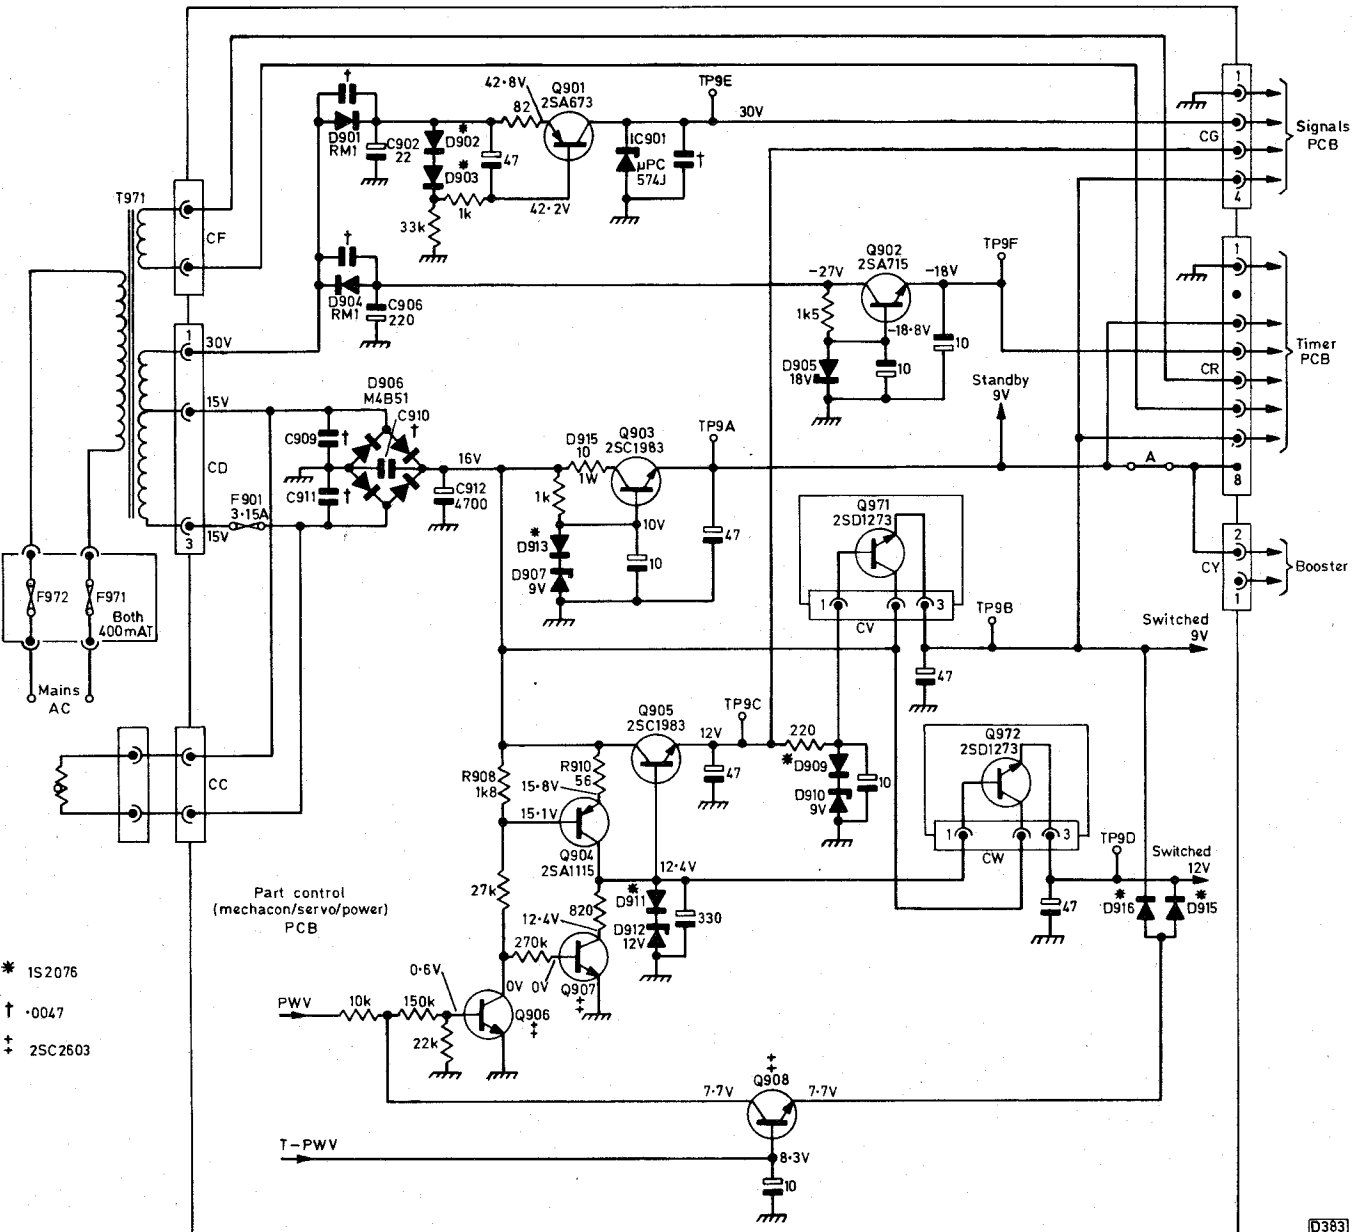 †
42·8V
Q901
2SA673
TP9E
82
30V
1
D901
RM1
C902
22
*
D902
*
D903
47
IC901
μPC
574J
†
CG
Signals
PCB
T971
1k
42·2V
4
33k
CF
†
Q902
2SA715
TP9F
1
-27V
-18V
D904
RM1
C906
220
1k5
-18·8V
10
Timer
PCB
1
30V
D905
18V
10
CR
D906
M4B51
Standby
9V
15V
C910
†
C909
†
D915
10
1W
Q903
2SC1983
TP9A
CD
16V
A
8
C911
†
C912
4700
1k
F901
3·15A
10V
Q971
2SD1273
15V
3
*
D913
47
2
D907
9V
10
CY
Booster
F972
F971
Both
400mAT
1
3
1
CV
TP9B
Switched
9V
Mains
AC
47
Q905
2SC1983
TP9C
12V
220
Q972
2SD1273
CC
R908
1k8
R910
56
15·8V
47
*
D909
10
D910
9V
15·1V
1
3
Q904
2SA1115
CW
TP9D
Switched
12V
12·4V
Part control
(mechacon/servo/power)
PCB
27k
820
*
D911
330
47
*
D916
*
D915
12·4V
D912
12V
270k
* 1S2076
0·6V
0V
0V
Q907
‡
† ·0047
PWV
10k
150k
Q906
‡
‡ 2SC2603
22k
‡
Q908
7·7V
7·7V
T-PWV
8·3V
10
D383